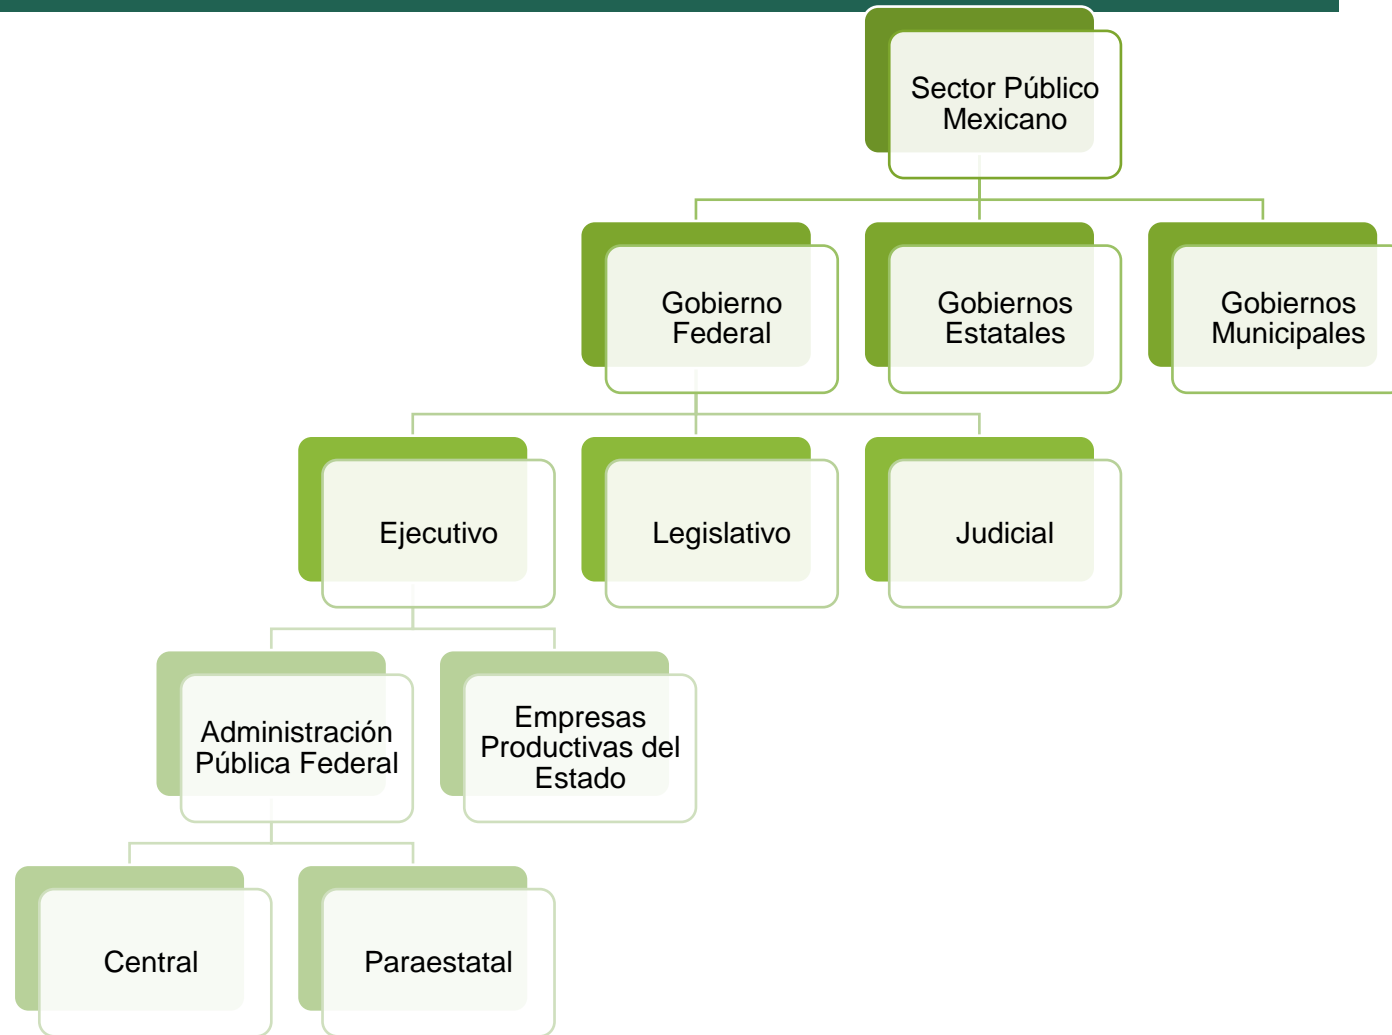 Sector Público
Mexicano
Gobierno
Federal
Gobiernos
Estatales
Gobiernos
Municipales
Ejecutivo
Legislativo
Judicial
Administración
Pública Federal
Empresas
Productivas del
Estado
Central
Paraestatal